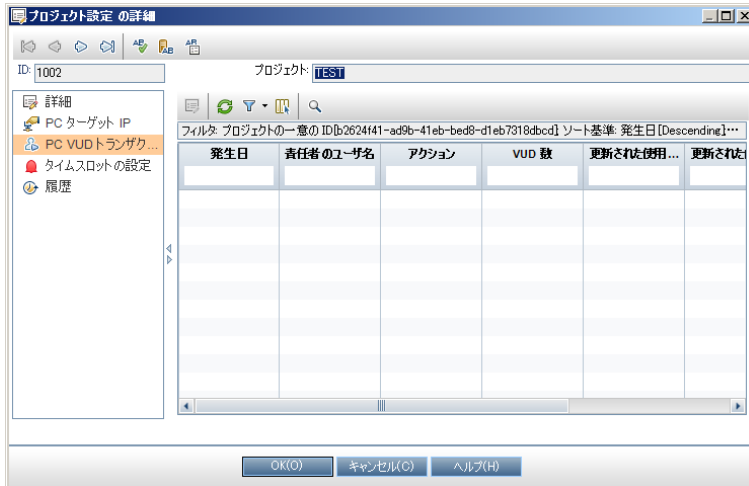 プロジェクト設定 の詳細
ID: 1002
プロジェクト: TEST
詳細
PC ターゲット IP
PC VUDトランザク...
タイムスロットの設定
履歴
フィルタ: プロジェクトの一意の ID[b2624f41-ad9b-41eb-bed8-d1eb7318dbcd] ソート基準: 発生日[Descending]...
発生日 責任者のユーザ名 アクション VUD 数 更新された使用... 更新された
OK(O) キャンセル(C) ヘルプ(H)